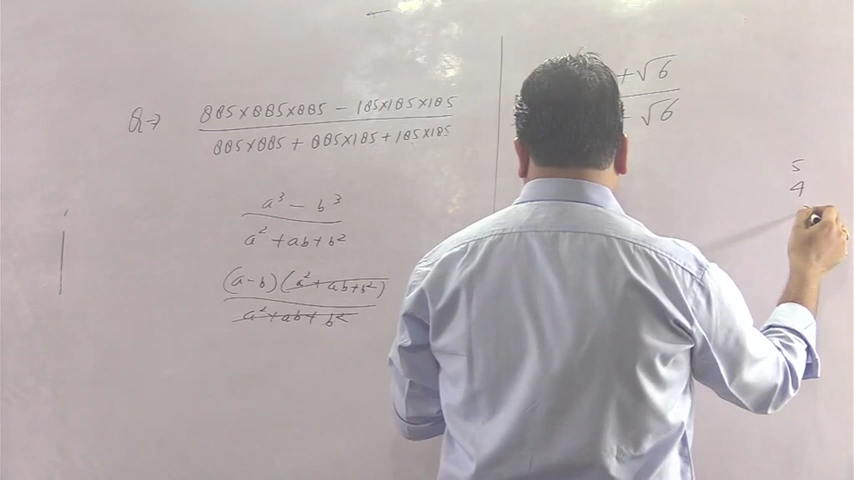 Q→ 885×885×885 − 185×185×185
885×885 + 885×185 + 185×185
a³ − b³
a² + ab + b²
(a−b)(a²+ab+b²)
a²+ab+b²
+√6
√6
5
4